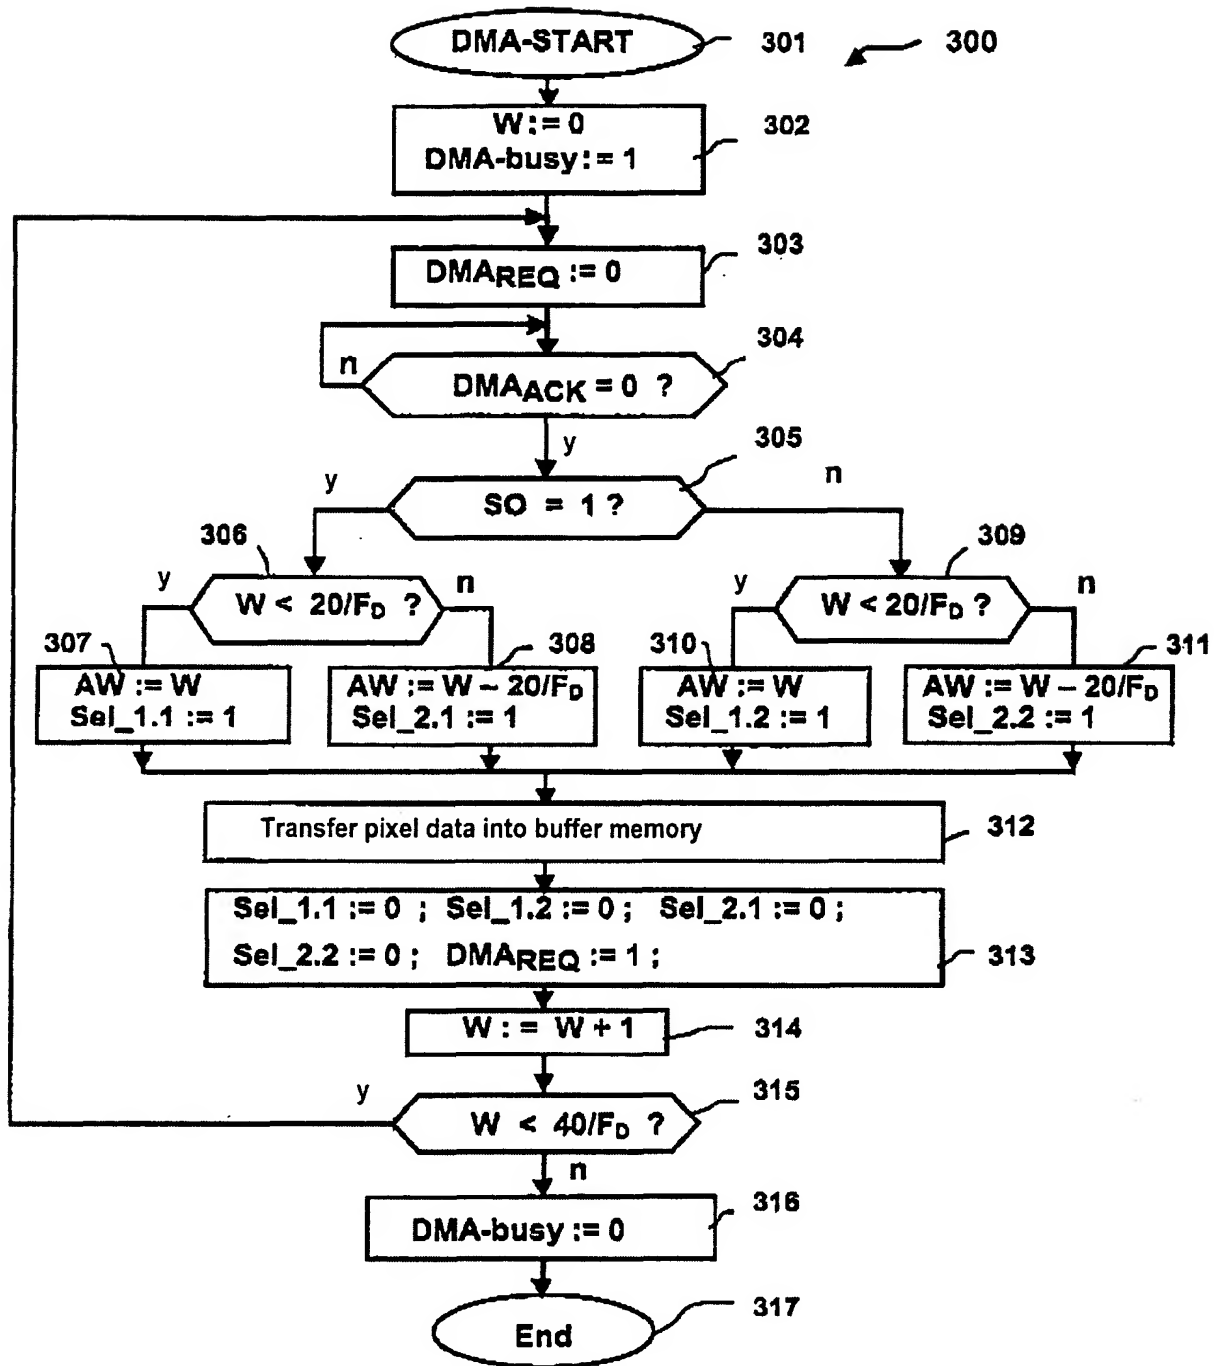 DMA-START
301
300
W := 0
302
DMA-busy := 1
DMAREQ := 0
303
304
n
DMAACK = 0 ?
y
305
y
n
SO = 1 ?
306
309
y
n
y
n
W < 20/FD ?
W < 20/FD ?
307
308
310
311
AW := W
Sel_1.1 := 1
AW := W – 20/FD
Sel_2.1 := 1
AW := W
Sel_1.2 := 1
AW := W – 20/FD
Sel_2.2 := 1
Transfer pixel data into buffer memory
312
Sel_1.1 := 0 ; Sel_1.2 := 0 ; Sel_2.1 := 0 ;
Sel_2.2 := 0 ; DMAREQ := 1 ;
313
W := W + 1
314
y
315
W < 40/FD ?
n
316
DMA-busy := 0
317
End